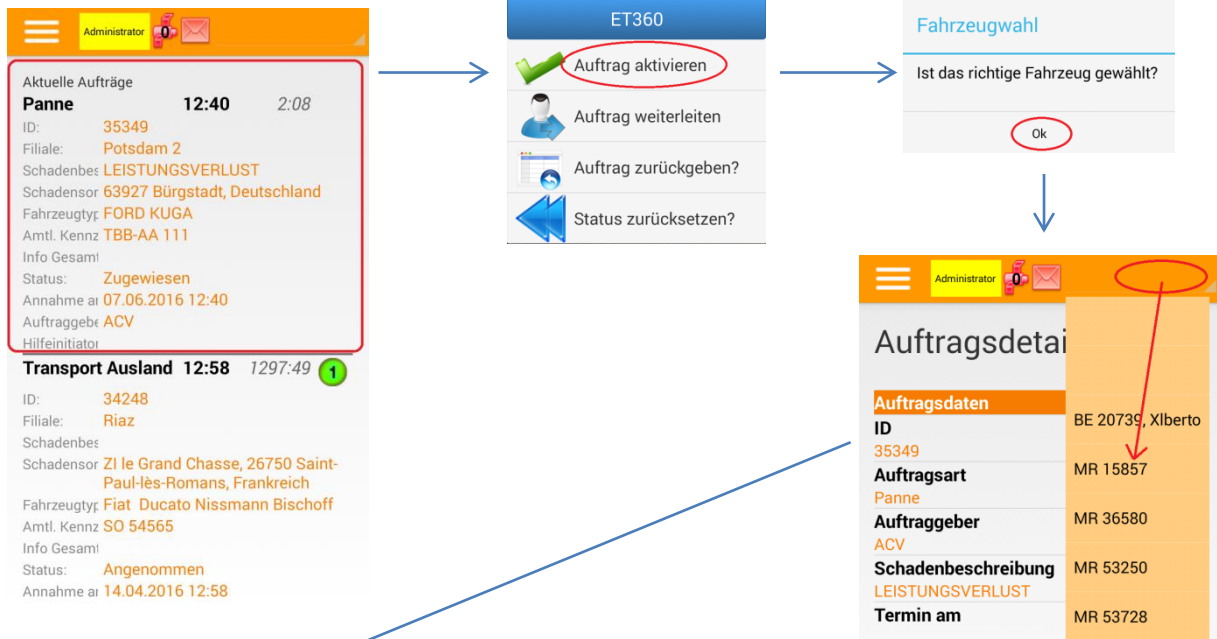 Administrator 0
Aktuelle Aufträge
Panne 12:40 2:08
ID: 35349
Filiale: Potsdam 2
Schadenbes LEISTUNGSVERLUST
Schadensor 63927 Bürgstadt, Deutschland
Fahrzeugtyp FORD KUGA
Amtl. Kennz TBB-AA 111
Info Gesamt
Status: Zugewiesen
Annahme ar 07.06.2016 12:40
Auftraggebe ACV
Hilfeinitiator
Transport Ausland 12:58 1297:49 1
ID: 34248
Filiale: Riaz
Schadenbes
Schadensor ZI le Grand Chasse, 26750 Saint-
Paul-lès-Romans, Frankreich
Fahrzeugtyp Fiat Ducato Nissmann Bischoff
Amtl. Kennz SO 54565
Info Gesamt
Status: Angenommen
Annahme ar 14.04.2016 12:58
ET360
Auftrag aktivieren
Auftrag weiterleiten
Auftrag zurückgeben?
Status zurücksetzen?
Fahrzeugwahl
Ist das richtige Fahrzeug gewählt?
Ok
Administrator 0
Auftragsdetai
Auftragsdaten
ID
35349
Auftragsart
Panne
Auftraggeber
ACV
Schadenbeschreibung
LEISTUNGSVERLUST
Termin am
BE 20739, Xlberto
MR 15857
MR 36580
MR 53250
MR 53728